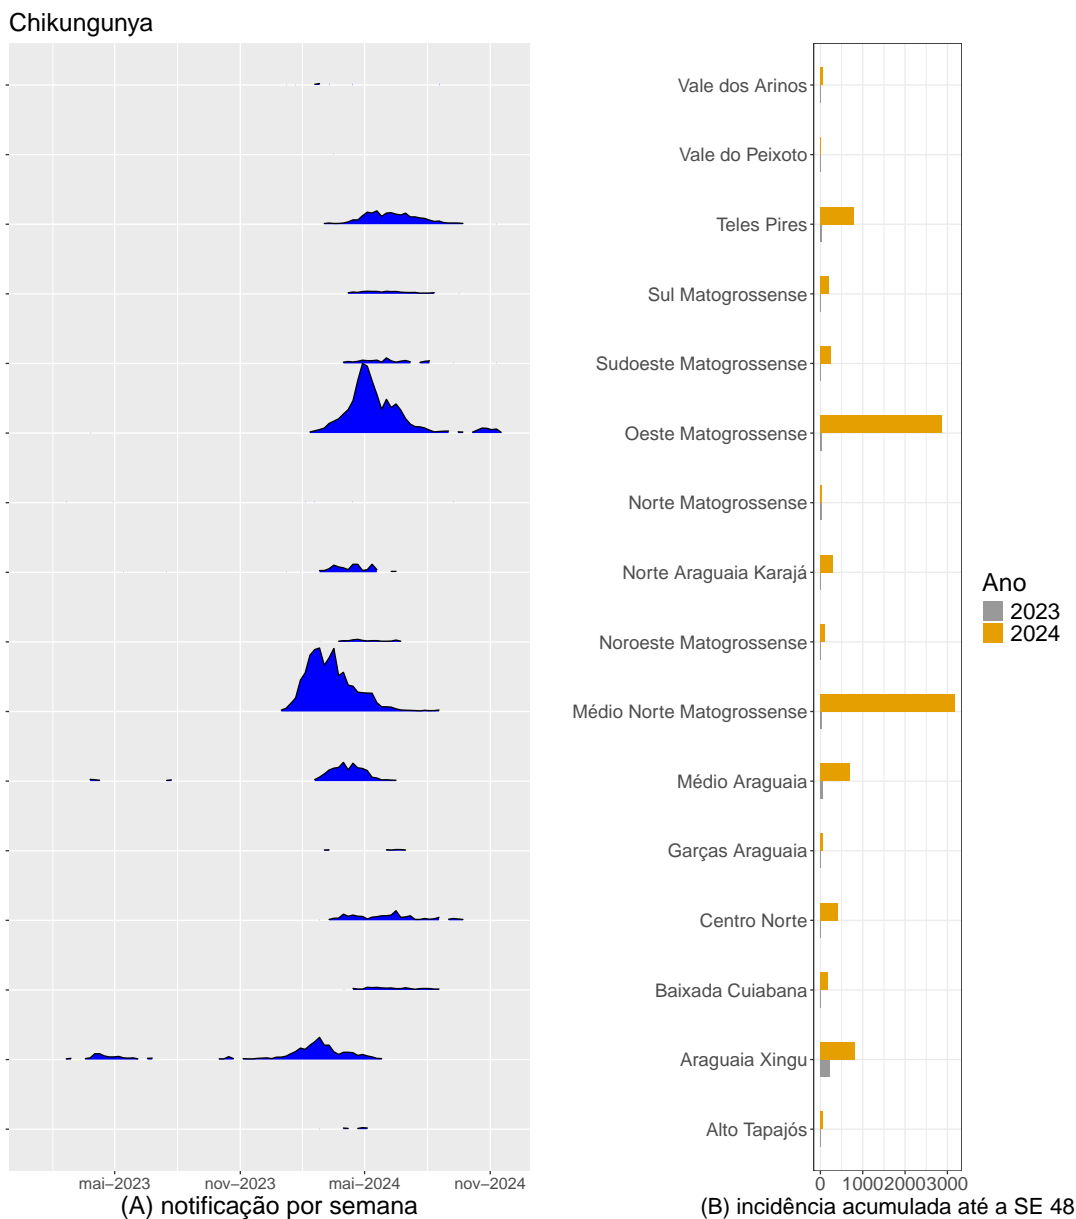 Chikungunya
Vale dos Arinos
Vale do Peixoto
Teles Pires
Sul Matogrossense
Sudoeste Matogrossense
Oeste Matogrossense
Norte Matogrossense
Norte Araguaia Karajá
Noroeste Matogrossense
Médio Norte Matogrossense
Médio Araguaia
Garças Araguaia
Centro Norte
Baixada Cuiabana
Araguaia Xingu
Alto Tapajós
Ano
2023
2024
mai–2023 nov–2023 mai–2024 nov–2024
(A) notificação por semana
0 1000 2000 3000
(B) incidência acumulada até a SE 48